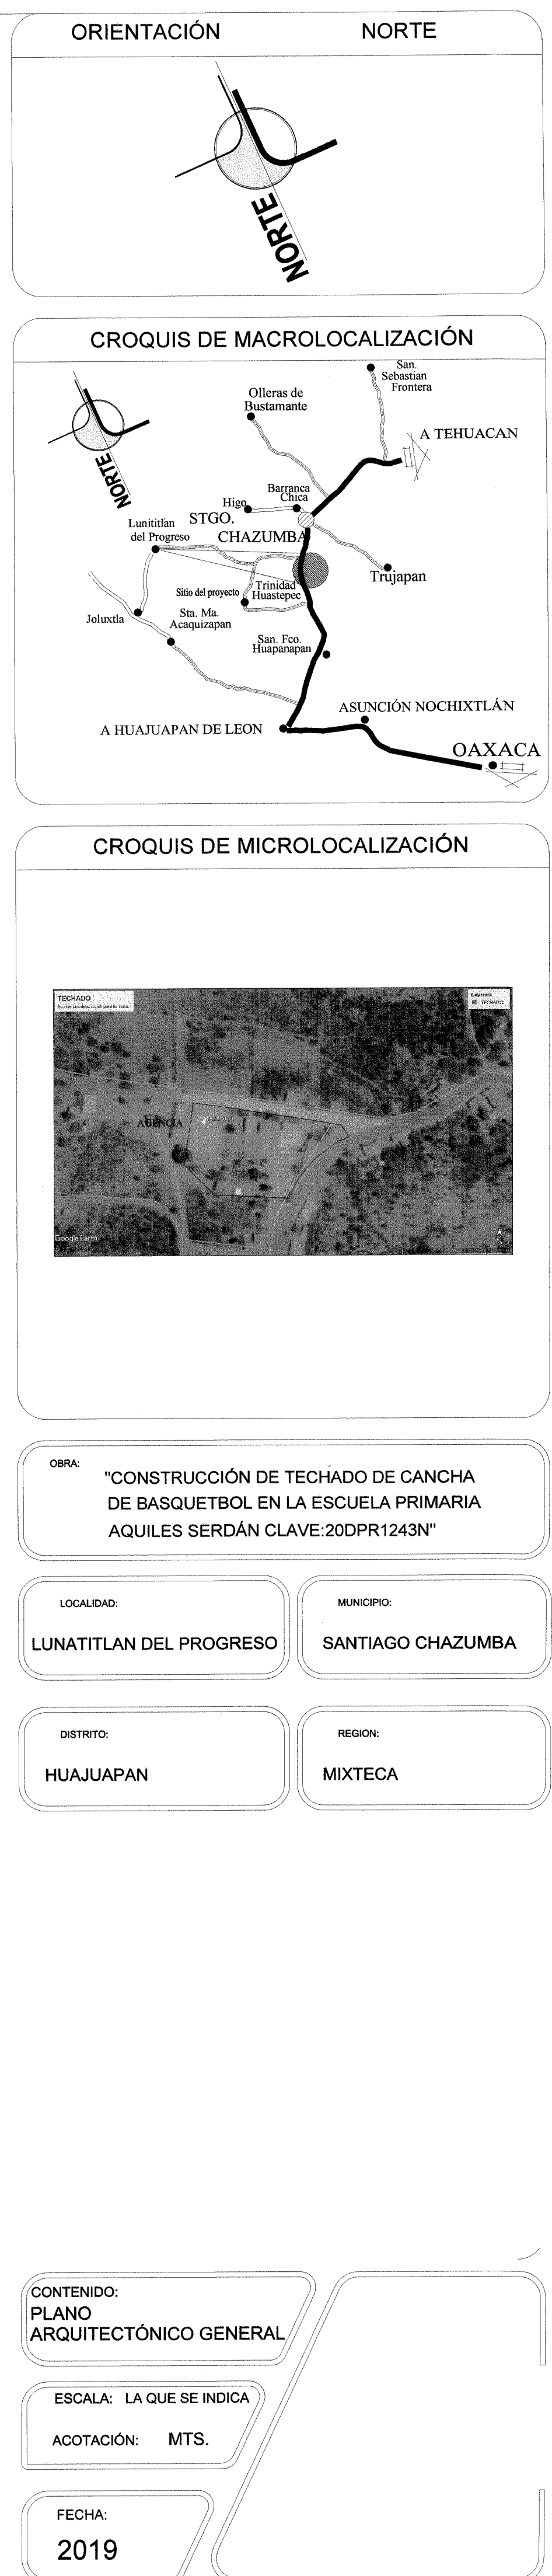 ORIENTACIÓN NORTE
NORTE
CROQUIS DE MACROLOCALIZACIÓN
San.
Sebastian
Frontera
Olleras de
Bustamante
A TEHUACAN
NORTE
Barranca
Chica
Higo
STGO.
CHAZUMBA
Lunititlan
del Progreso
Trujapan
Sitio del proyecto
Trinidad
Huastepec
Joluxtla
Sta. Ma.
Acaquizapan
San. Fco.
Huapanapan
ASUNCIÓN NOCHIXTLÁN
A HUAJUAPAN DE LEON
OAXACA
CROQUIS DE MICROLOCALIZACIÓN
TECHADO
Leyenda
TECHADO
AGENCIA
Google Earth
OBRA:
"CONSTRUCCIÓN DE TECHADO DE CANCHA
DE BASQUETBOL EN LA ESCUELA PRIMARIA
AQUILES SERDÁN CLAVE:20DPR1243N"
LOCALIDAD:
LUNATITLAN DEL PROGRESO
MUNICIPIO:
SANTIAGO CHAZUMBA
DISTRITO:
HUAJUAPAN
REGION:
MIXTECA
CONTENIDO:
PLANO
ARQUITECTÓNICO GENERAL
ESCALA: LA QUE SE INDICA
ACOTACIÓN: MTS.
FECHA:
2019